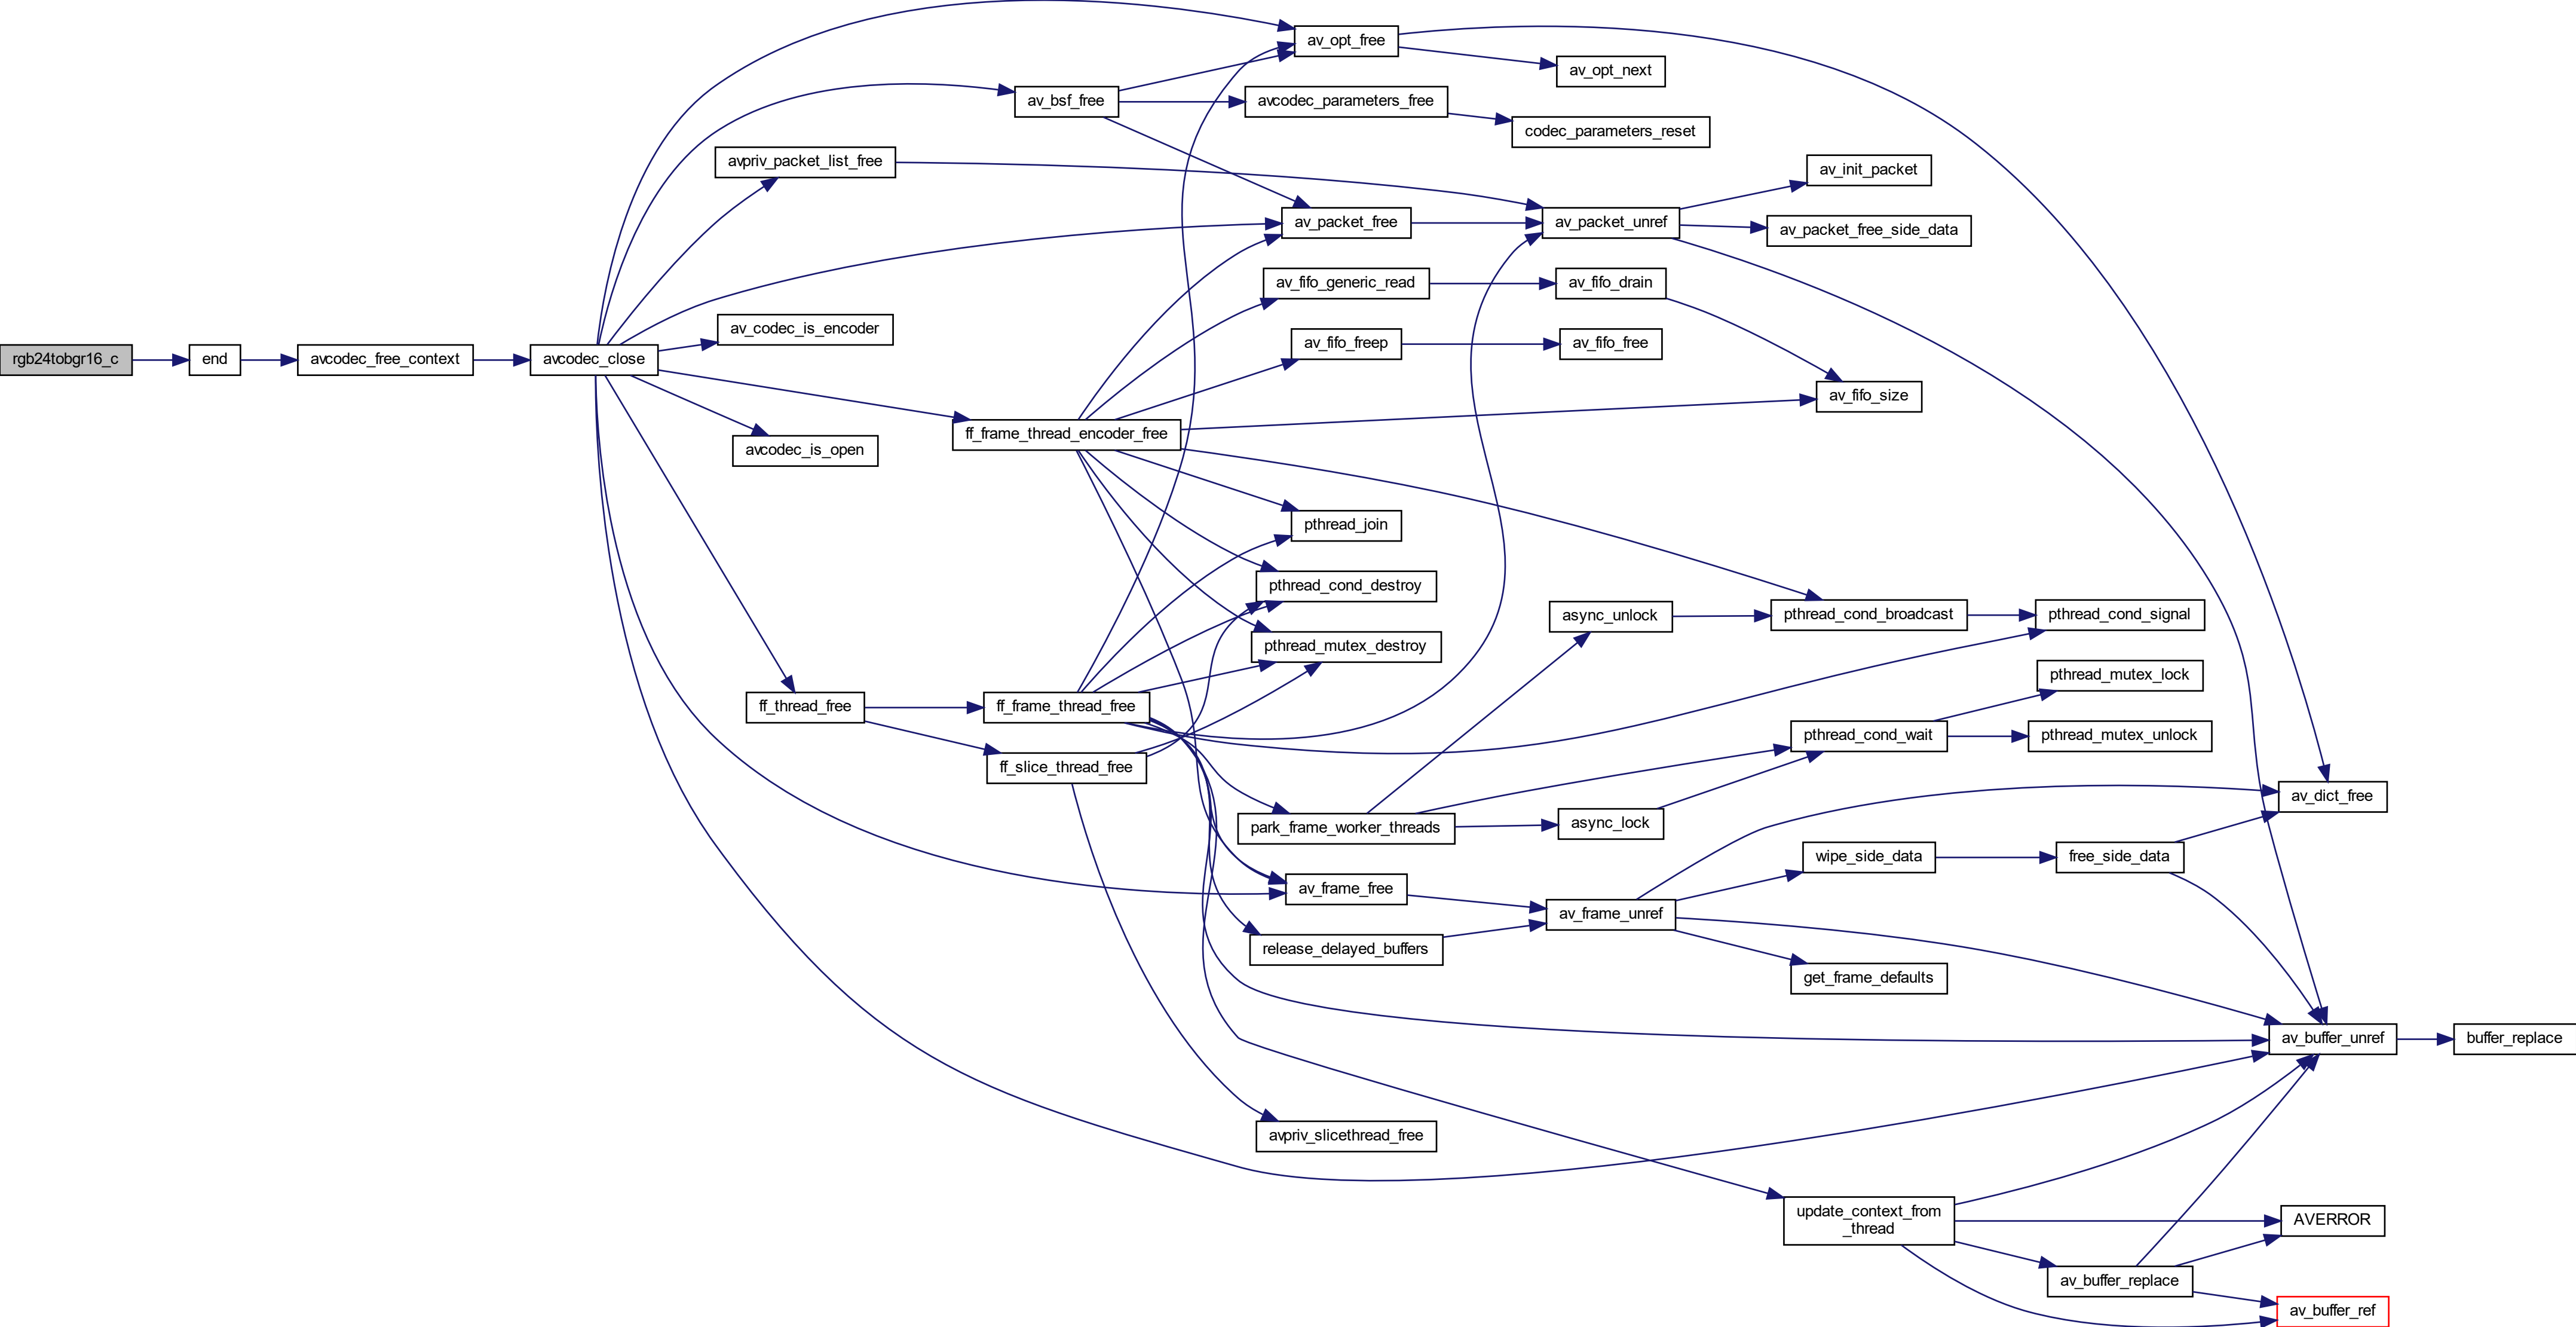 av_opt_free
av_opt_next
av_bsf_free
avcodec_parameters_free
codec_parameters_reset
avpriv_packet_list_free
av_init_packet
av_packet_free
av_packet_unref
av_packet_free_side_data
av_fifo_generic_read
av_fifo_drain
av_codec_is_encoder
av_fifo_freep
av_fifo_free
rgb24tobgr16_c
end
avcodec_free_context
avcodec_close
av_fifo_size
ff_frame_thread_encoder_free
avcodec_is_open
pthread_join
pthread_cond_destroy
async_unlock
pthread_cond_broadcast
pthread_cond_signal
pthread_mutex_destroy
pthread_mutex_lock
ff_thread_free
ff_frame_thread_free
pthread_cond_wait
pthread_mutex_unlock
ff_slice_thread_free
av_dict_free
park_frame_worker_threads
async_lock
wipe_side_data
free_side_data
av_frame_free
av_frame_unref
release_delayed_buffers
get_frame_defaults
av_buffer_unref
buffer_replace
avpriv_slicethread_free
update_context_from
_thread
AVERROR
av_buffer_replace
av_buffer_ref